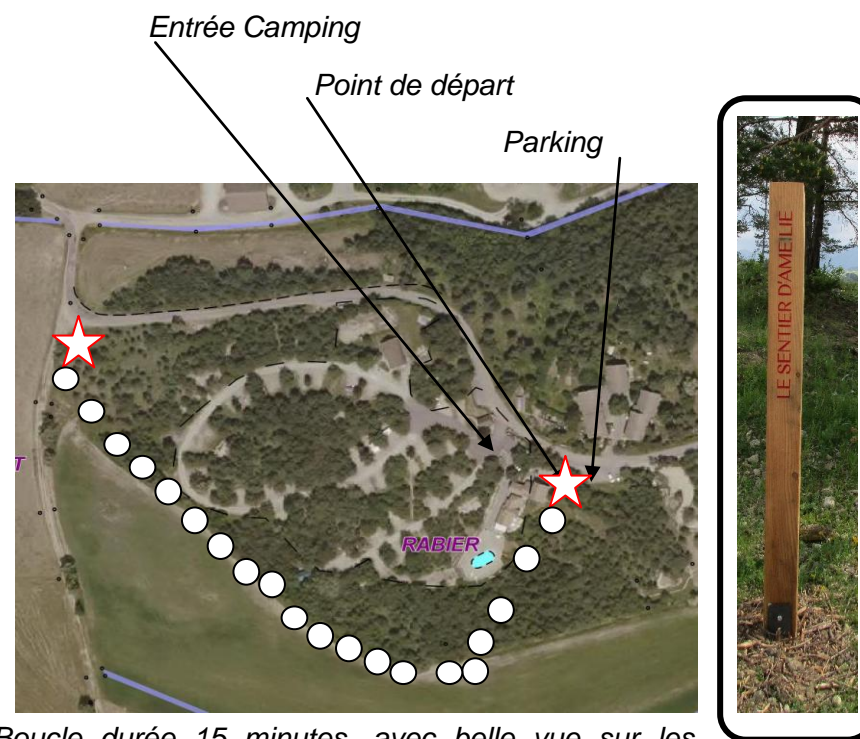 Entrée Camping
Point de départ
Parking
T
RABIER
LE SENTIER D'AMELIE
Boucle durée 15 minutes, avec belle vue sur les